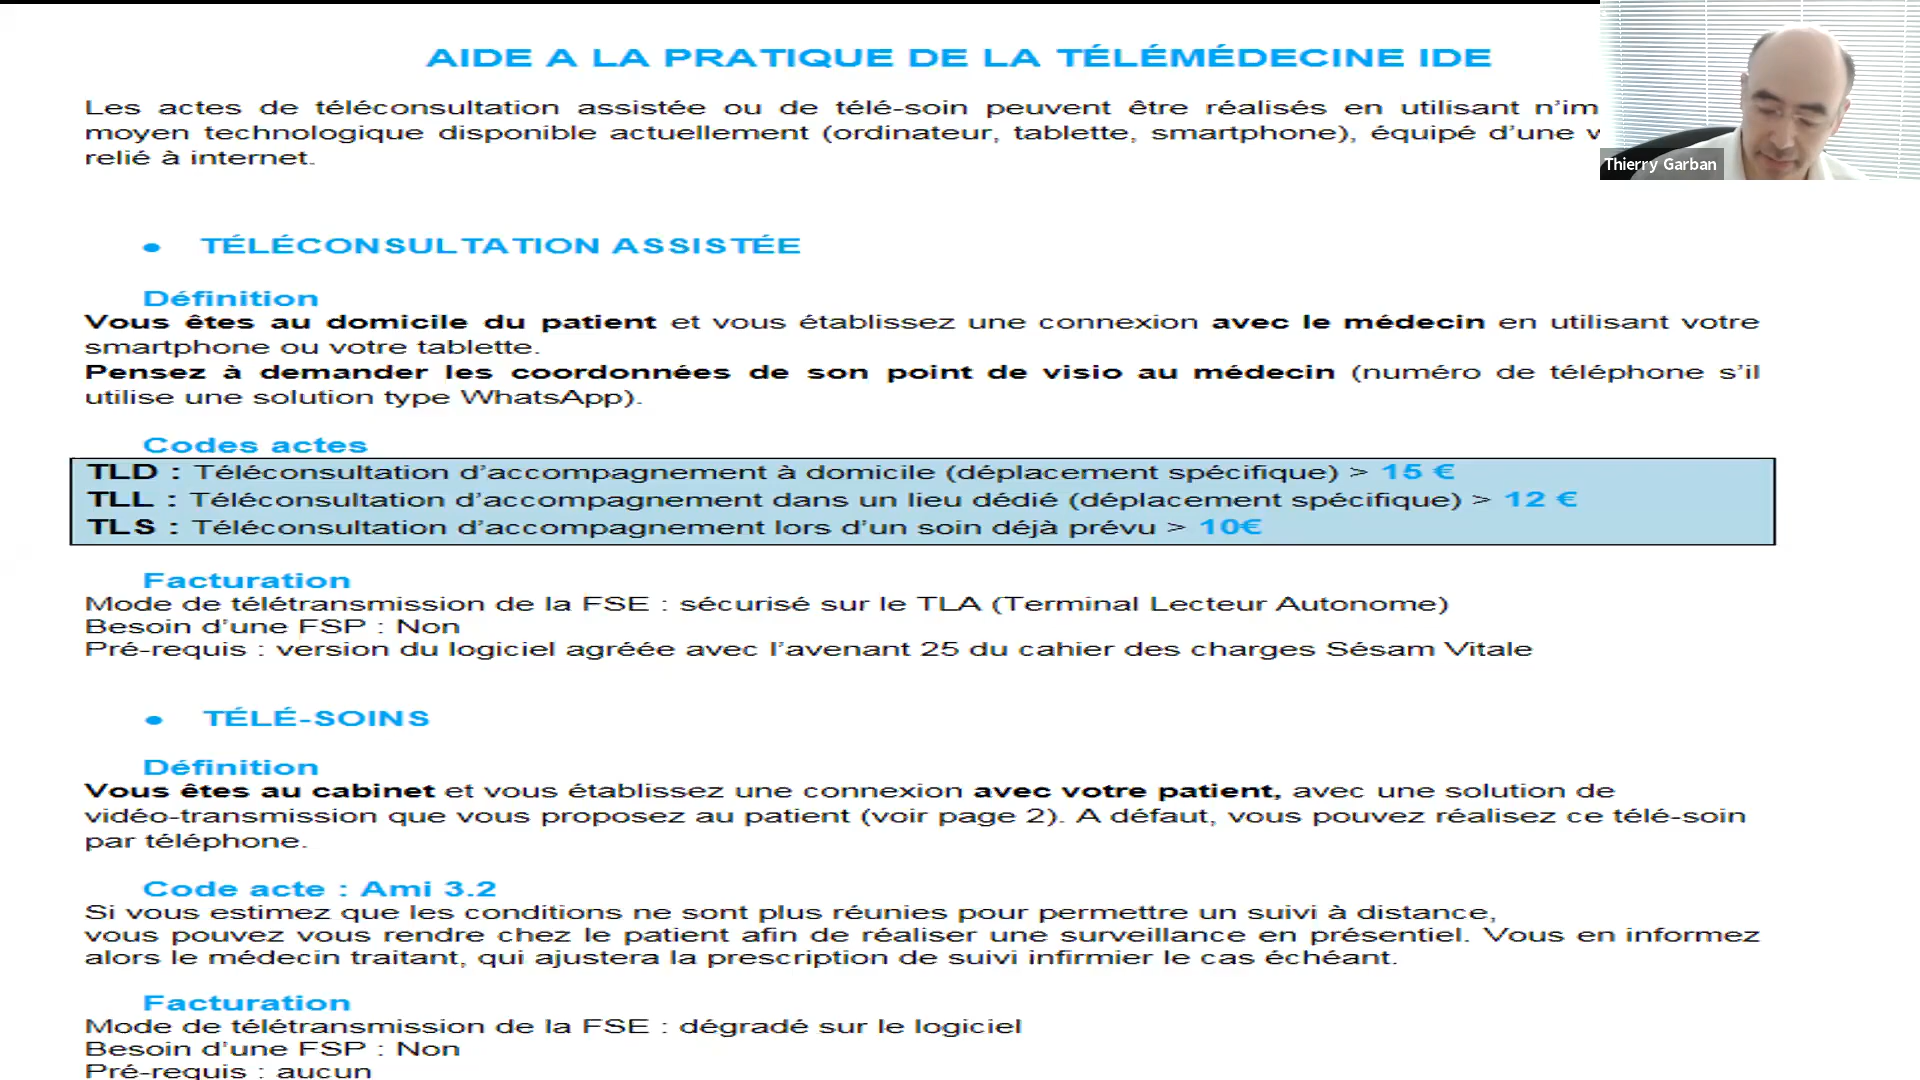 AIDE A LA PRATIQUE DE LA TÉLÉMÉDECINE IDE
Les actes de téléconsultation assistée ou de télé-soin peuvent être réalisés en utilisant
moyen technologique disponible actuellement (ordinateur, tablette, smartphone), équipé d'une
relié à internet.
Thierry Garban
• TÉLÉCONSULTATION ASSISTÉE
Définition
Vous êtes au domicile du patient et vous établissez une connexion avec le médecin en utilisant votre
smartphone ou votre tablette.
Pensez à demander les coordonnées de son point de visio au médecin (numéro de téléphone s'il
utilise une solution type WhatsApp).
Codes actes
TLD : Téléconsultation d'accompagnement à domicile (déplacement spécifique) > 15 €
TLL : Téléconsultation d'accompagnement dans un lieu dédié (déplacement spécifique) > 12 €
TLS : Téléconsultation d'accompagnement lors d'un soin déjà prévu > 10€
Facturation
Mode de télétransmission de la FSE : sécurisé sur le TLA (Terminal Lecteur Autonome)
Besoin d'une FSP : Non
Pré-requis : version du logiciel agréée avec l'avenant 25 du cahier des charges Sésam Vitale
• TÉLÉ-SOINS
Définition
Vous êtes au cabinet et vous établissez une connexion avec votre patient, avec une solution de
vidéo-transmission que vous proposez au patient (voir page 2). A défaut, vous pouvez réalisez ce télé-soin
par téléphone.
Code acte : Ami 3.2
Si vous estimez que les conditions ne sont plus réunies pour permettre un suivi à distance,
vous pouvez vous rendre chez le patient afin de réaliser une surveillance en présentiel. Vous en informez
alors le médecin traitant, qui ajustera la prescription de suivi infirmier le cas échéant.
Facturation
Mode de télétransmission de la FSE : dégradé sur le logiciel
Besoin d'une FSP : Non
Pré-requis : aucun